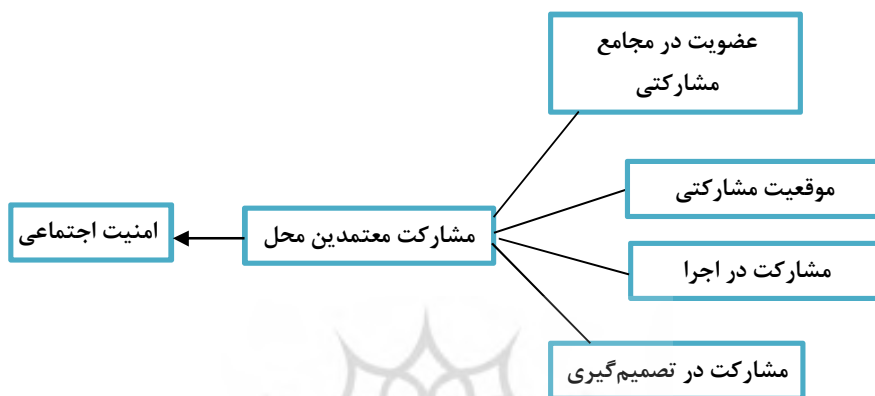 عضویت در مجامع
مشارکتی
موقعیت مشارکتی
مشارکت معتمدین محل
امنیت اجتماعی
مشارکت در اجرا
مشارکت در تصمیم‌گیری